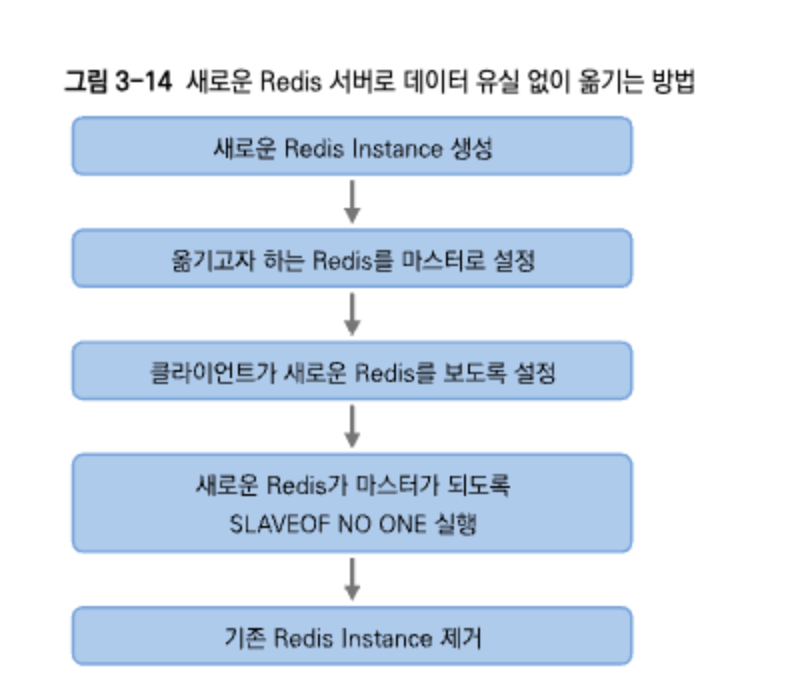 그림 3-14 새로운 Redis 서버로 데이터 유실 없이 옮기는 방법
새로운 Redis Instance 생성
옮기고자 하는 Redis를 마스터로 설정
클라이언트가 새로운 Redis를 보도록 설정
새로운 Redis가 마스터가 되도록
SLAVEOF NO ONE 실행
기존 Redis Instance 제거